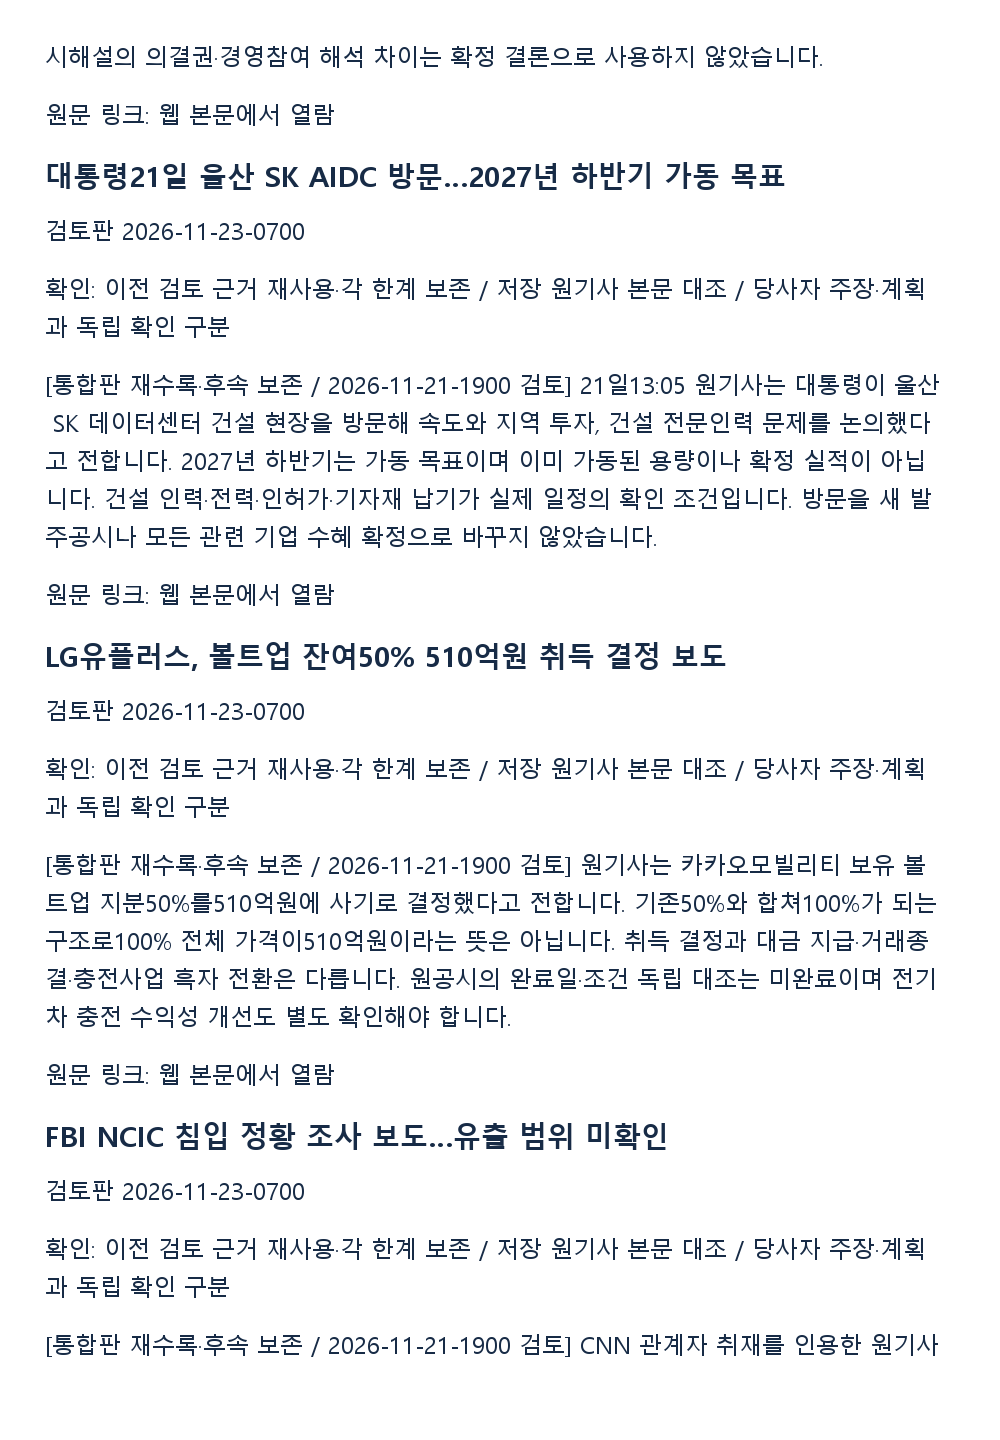 시해설의 의결권·경영참여 해석 차이는 확정 결론으로 사용하지 않았습니다.
원문 링크: 웹 본문에서 열람
대통령21일 울산 SK AIDC 방문…2027년 하반기 가동 목표
검토판 2026-11-23-0700
확인: 이전 검토 근거 재사용·각 한계 보존 / 저장 원기사 본문 대조 / 당사자 주장·계획
과 독립 확인 구분
[통합판 재수록·후속 보존 / 2026-11-21-1900 검토] 21일13:05 원기사는 대통령이 울산
SK 데이터센터 건설 현장을 방문해 속도와 지역 투자, 건설 전문인력 문제를 논의했다
고 전합니다. 2027년 하반기는 가동 목표이며 이미 가동된 용량이나 확정 실적이 아닙
니다. 건설 인력·전력·인허가·기자재 납기가 실제 일정의 확인 조건입니다. 방문을 새 발
주공시나 모든 관련 기업 수혜 확정으로 바꾸지 않았습니다.
원문 링크: 웹 본문에서 열람
LG유플러스, 볼트업 잔여50% 510억원 취득 결정 보도
검토판 2026-11-23-0700
확인: 이전 검토 근거 재사용·각 한계 보존 / 저장 원기사 본문 대조 / 당사자 주장·계획
과 독립 확인 구분
[통합판 재수록·후속 보존 / 2026-11-21-1900 검토] 원기사는 카카오모빌리티 보유 볼
트업 지분50%를510억원에 사기로 결정했다고 전합니다. 기존50%와 합쳐100%가 되는
구조로100% 전체 가격이510억원이라는 뜻은 아닙니다. 취득 결정과 대금 지급·거래종
결·충전사업 흑자 전환은 다릅니다. 원공시의 완료일·조건 독립 대조는 미완료이며 전기
차 충전 수익성 개선도 별도 확인해야 합니다.
원문 링크: 웹 본문에서 열람
FBI NCIC 침입 정황 조사 보도…유출 범위 미확인
검토판 2026-11-23-0700
확인: 이전 검토 근거 재사용·각 한계 보존 / 저장 원기사 본문 대조 / 당사자 주장·계획
과 독립 확인 구분
[통합판 재수록·후속 보존 / 2026-11-21-1900 검토] CNN 관계자 취재를 인용한 원기사